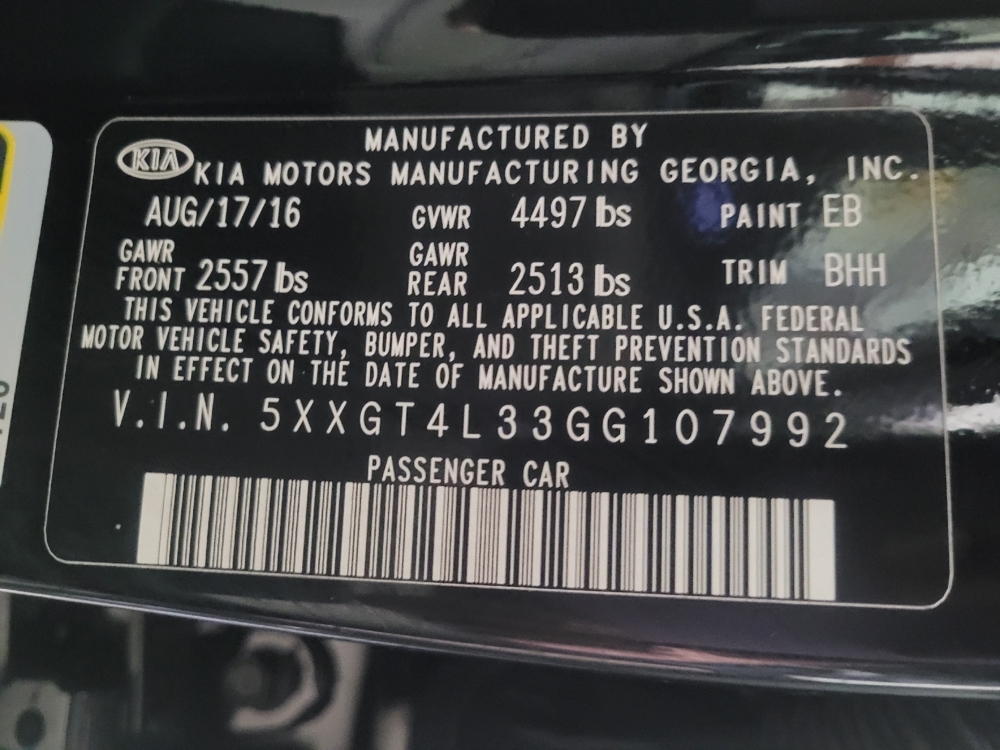 MANUFACTURED BY
KIA KIA MOTORS MANUFACTURING GEORGIA, INC.
AUG/17/16 GVWR 4497 lbs PAINT EB
GAWR FRONT 2557 lbs GAWR REAR 2513 lbs TRIM BHH
THIS VEHICLE CONFORMS TO ALL APPLICABLE U.S.A. FEDERAL
MOTOR VEHICLE SAFETY, BUMPER, AND THEFT PREVENTION STANDARDS
IN EFFECT ON THE DATE OF MANUFACTURE SHOWN ABOVE.
V.I.N. 5XXGT4L33GG107992
PASSENGER CAR